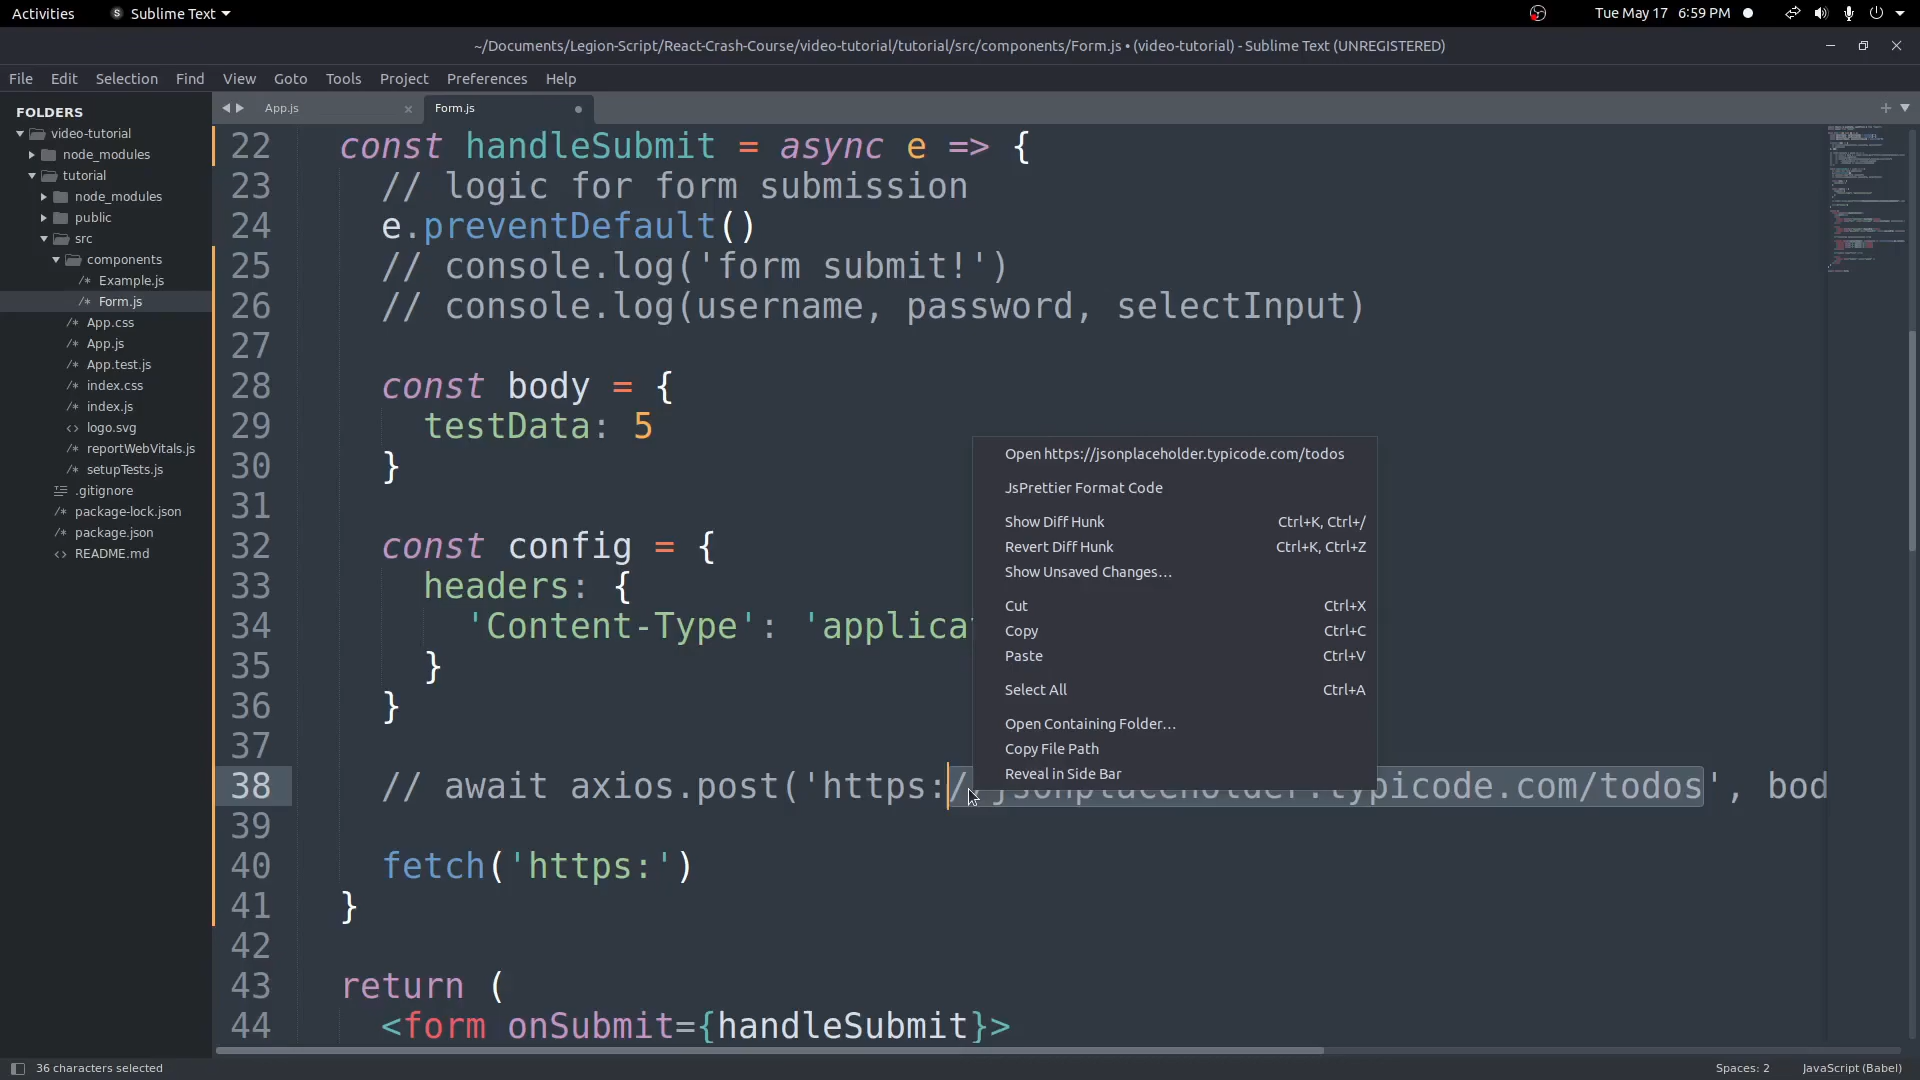 Activities
Sublime Text
Tue May 17 6:59 PM
~/Documents/Legion-Script/React-Crash-Course/video-tutorial/tutorial/src/components/Form.js • (video-tutorial) - Sublime Text (UNREGISTERED)
File Edit Selection Find View Goto Tools Project Preferences Help
FOLDERS
video-tutorial
node_modules
tutorial
node_modules
public
src
components
/* Example.js
/* Form.js
/* App.css
/* App.js
/* App.test.js
/* index.css
/* index.js
<> logo.svg
/* reportWebVitals.js
/* setupTests.js
.gitignore
/* package-lock.json
/* package.json
<> README.md
App.js
Form.js
22 const handleSubmit = async e => {
23 // logic for form submission
24 e.preventDefault()
25 // console.log('form submit!')
26 // console.log(username, password, selectInput)
27
28 const body = {
29 testData: 5
30 }
31
32 const config = {
33 headers: {
34 'Content-Type': 'applica
35 }
36 }
37
38 // await axios.post('https://jsonplaceholder.typicode.com/todos', bod
39
40 fetch('https:')
41 }
42
43 return (
44 <form onSubmit={handleSubmit}>
Open https://jsonplaceholder.typicode.com/todos
JsPrettier Format Code
Show Diff Hunk Ctrl+K, Ctrl+/
Revert Diff Hunk Ctrl+K, Ctrl+Z
Show Unsaved Changes…
Cut Ctrl+X
Copy Ctrl+C
Paste Ctrl+V
Select All Ctrl+A
Open Containing Folder…
Copy File Path
Reveal in Side Bar
36 characters selected
Spaces: 2
JavaScript (Babel)